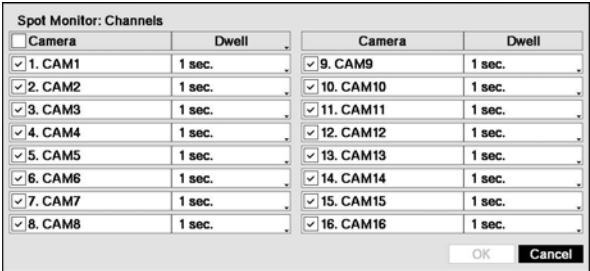 Spot Monitor: Channels
Camera Dwell Camera Dwell
1. CAM1 1 sec. 9. CAM9 1 sec.
2. CAM2 1 sec. 10. CAM10 1 sec.
3. CAM3 1 sec. 11. CAM11 1 sec.
4. CAM4 1 sec. 12. CAM12 1 sec.
5. CAM5 1 sec. 13. CAM13 1 sec.
6. CAM6 1 sec. 14. CAM14 1 sec.
7. CAM7 1 sec. 15. CAM15 1 sec.
8. CAM8 1 sec. 16. CAM16 1 sec.
OK Cancel